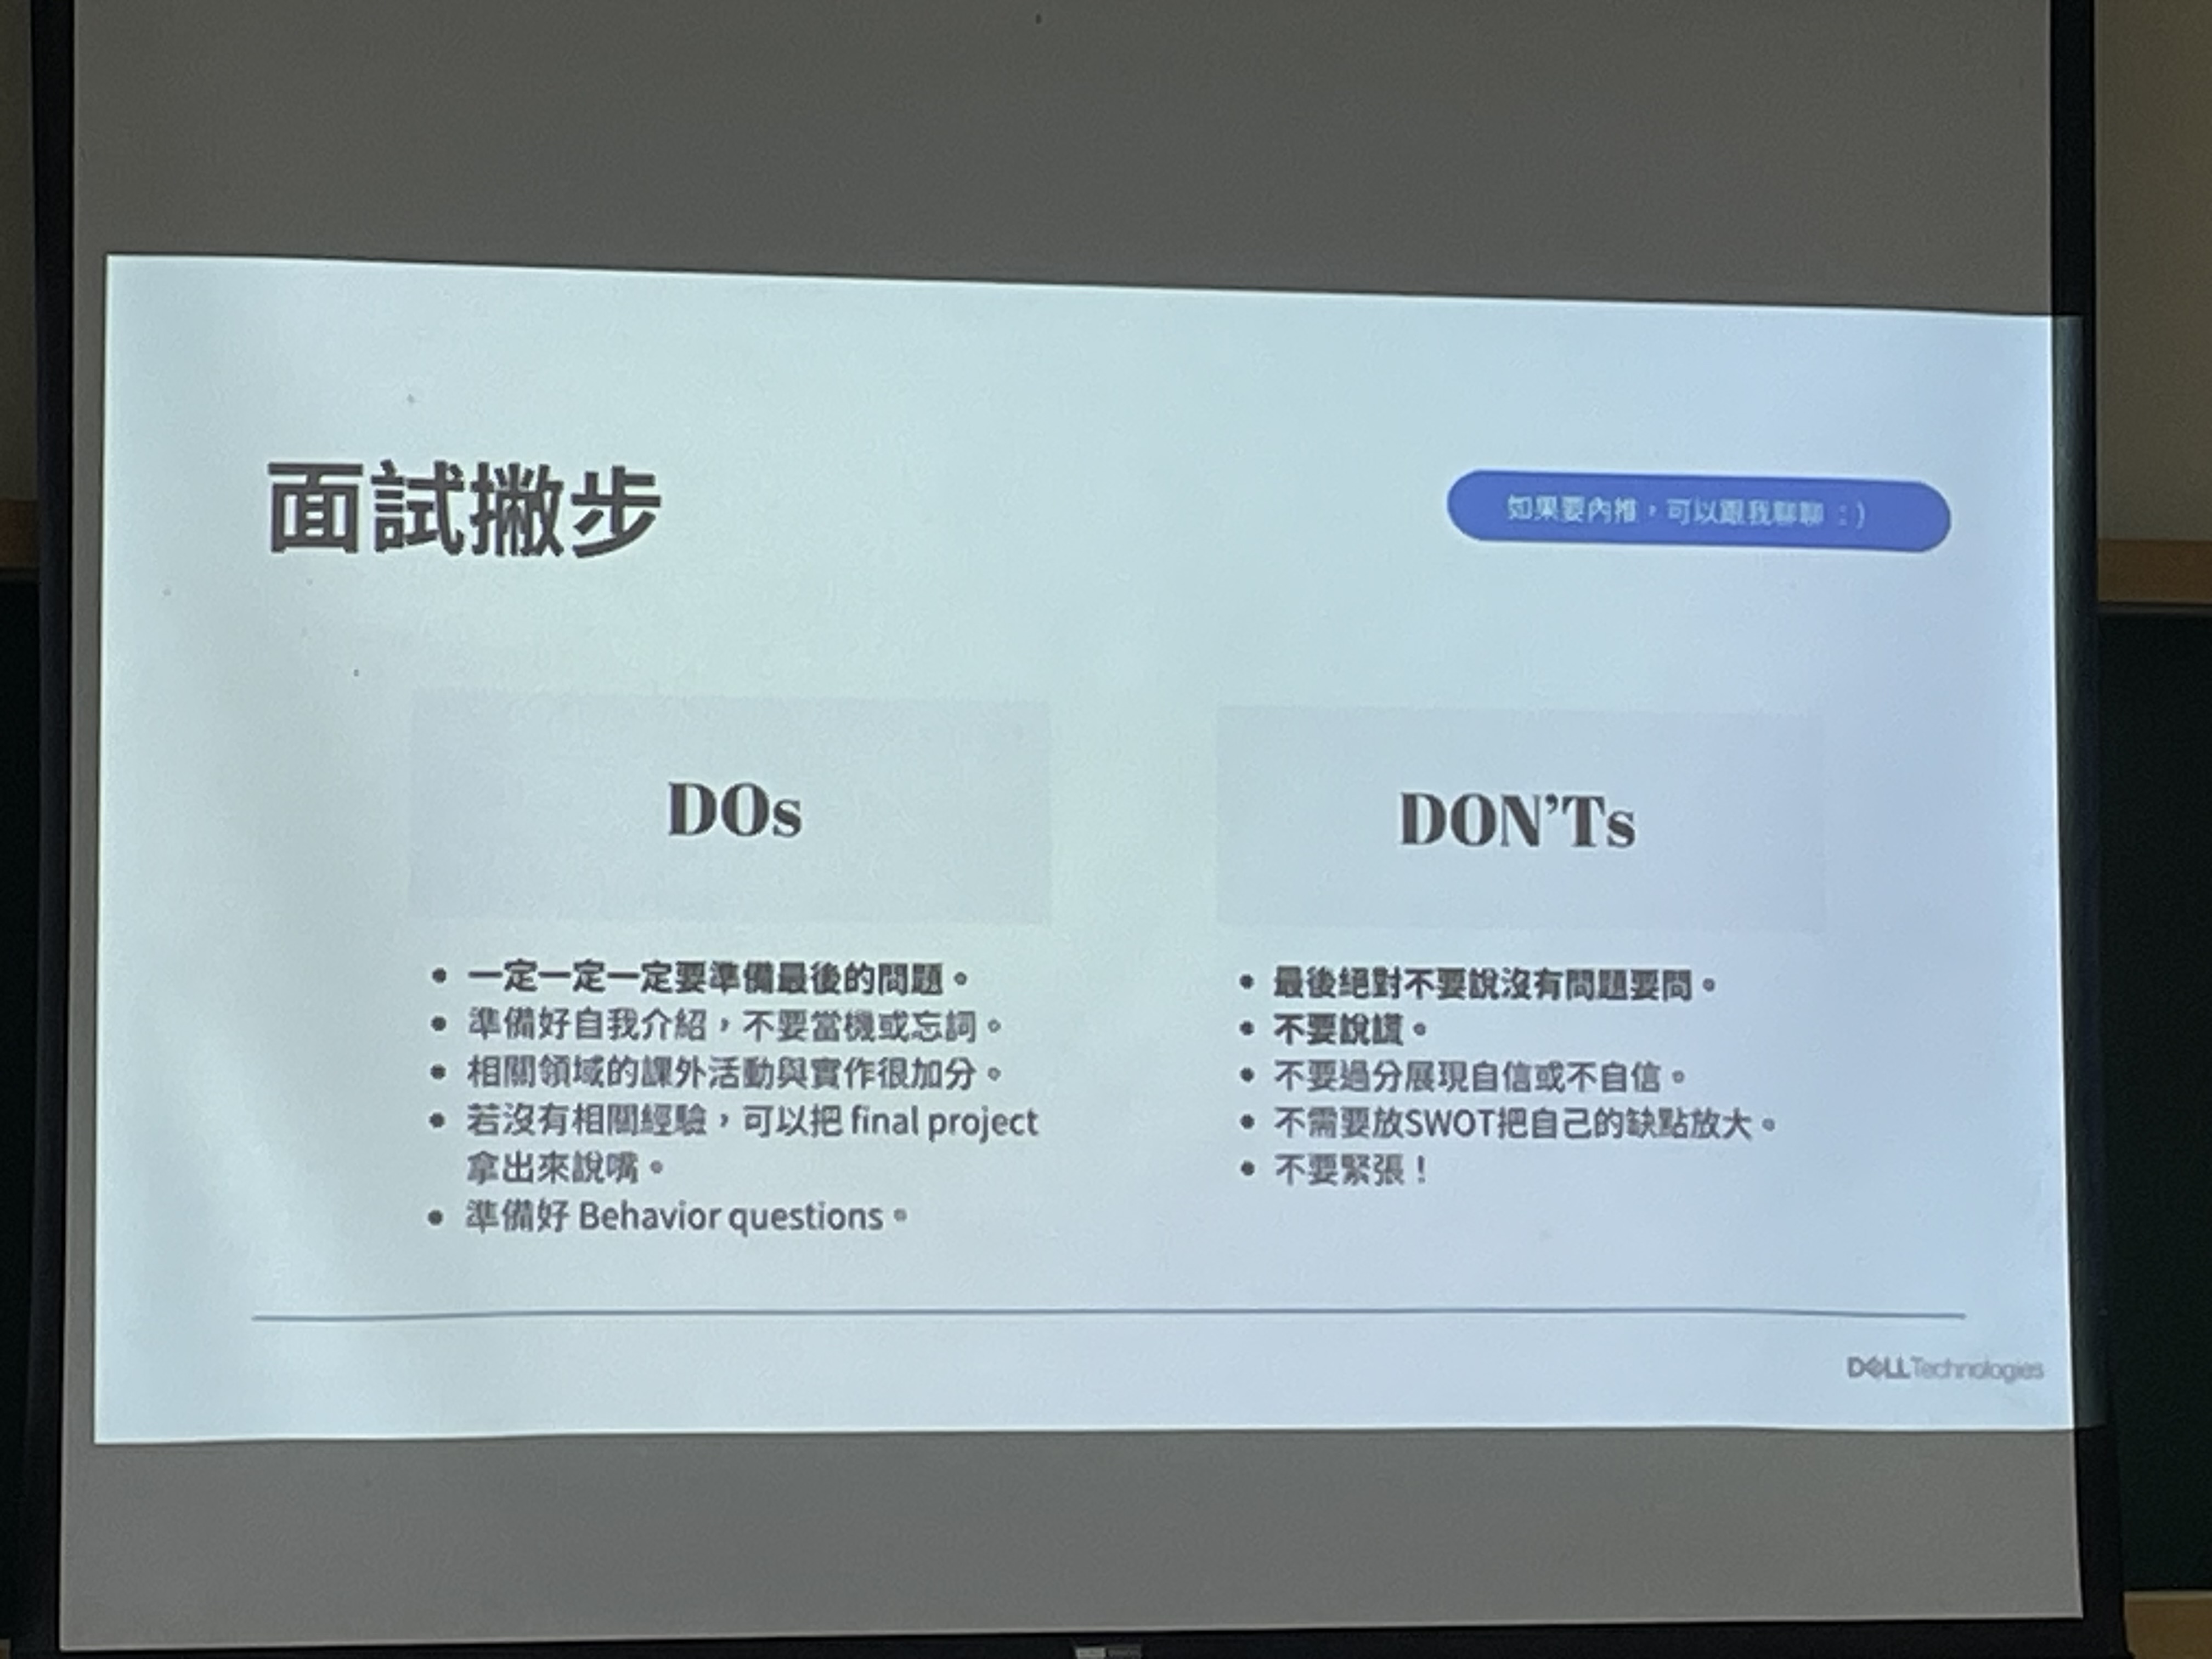 面試撇步
如果要內推，可以跟我聊聊 :)
DOs
一定一定一定要準備最後的問題。
準備好自我介紹，不要當機或忘詞。
相關領域的課外活動與實作很加分。
若沒有相關經驗，可以把 final project
拿出來說嘴。
準備好 Behavior questions。
DON'Ts
最後絕對不要說沒有問題要問。
不要說謊。
不要過分展現自信或不自信。
不需要放SWOT把自己的缺點放大。
不要緊張！
DELL Technologies